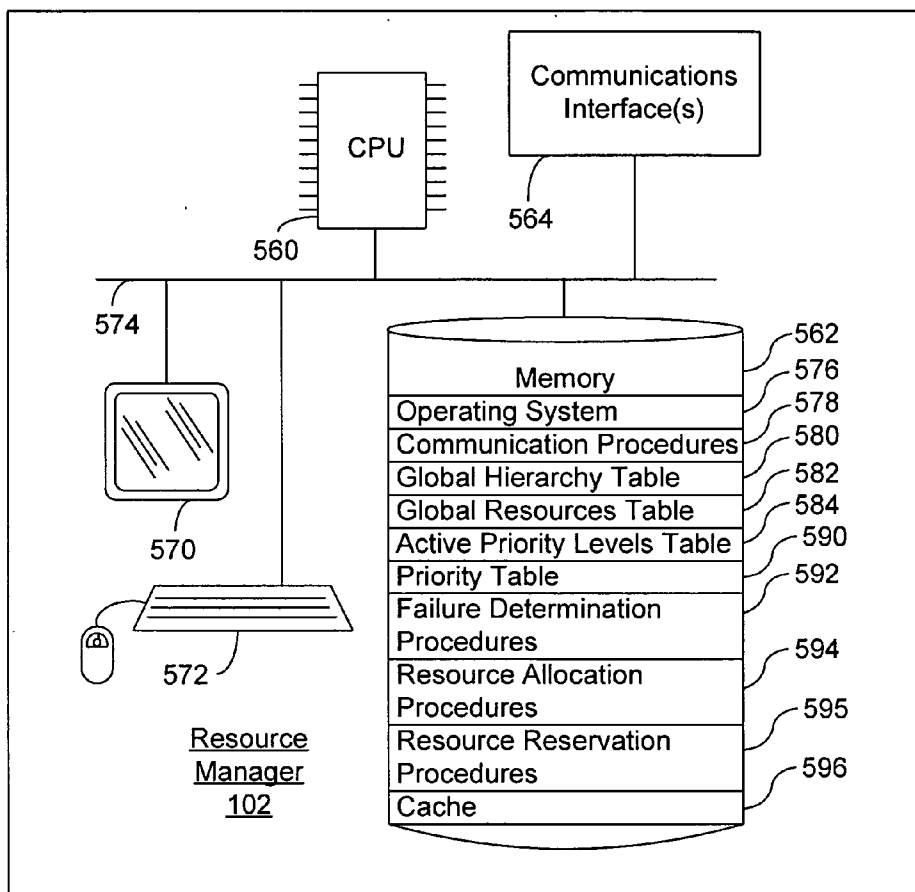 Communications
Interface(s)
CPU
564
560
574
562
Memory
576
Operating System
578
Communication Procedures
580
Global Hierarchy Table
582
Global Resources Table
584
Active Priority Levels Table
590
Priority Table
592
Failure Determination
Procedures
594
Resource Allocation
Procedures
595
Resource Reservation
Procedures
596
Cache
570
572
Resource
Manager
102